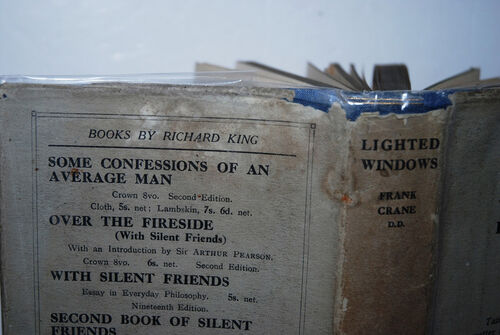 BOOKS BY RICHARD KING
SOME CONFESSIONS OF AN
AVERAGE MAN
Crown 8vo. Second Edition.
Cloth, 5s. net; Lambskin, 7s. 6d. net.
OVER THE FIRESIDE
(With Silent Friends)
With an Introduction by Sir ARTHUR PEARSON.
Crown 8vo. 6s. net. Second Edition.
WITH SILENT FRIENDS
Essay in Everyday Philosophy. 5s. net.
Nineteenth Edition.
SECOND BOOK OF SILENT
FRIENDS
LIGHTED
WINDOWS
FRANK
CRANE
D.D.